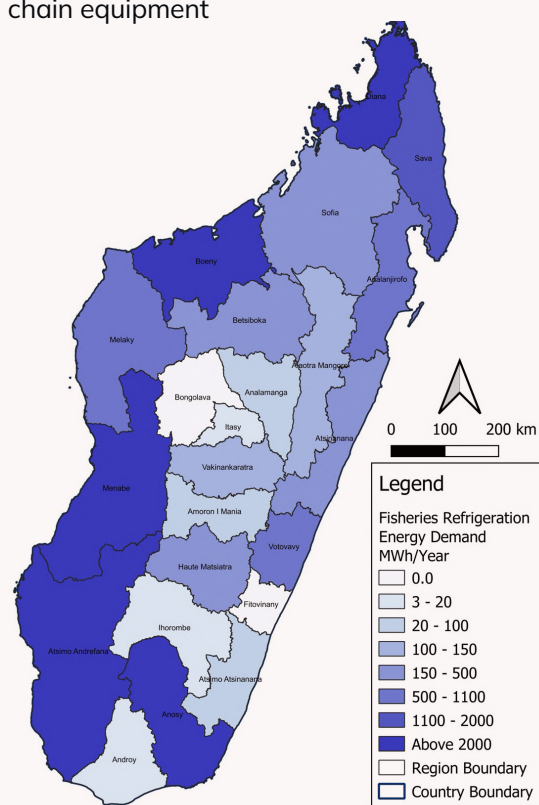 chain equipment
Diana
Sava
Sofia
Boeny
Analanjirofo
Betsiboka
Melaky
Alaotra Mangoro
Analamanga
Bongolava
Itasy
Atsinanana
Vakinankaratra
Menabe
Amoron I Mania
Votovavy
Haute Matsiatra
Fitovinany
Ihorombe
Atsimo Andrefana
Atsimo Atsinanana
Anosy
Androy
0 100 200 km
Legend
Fisheries Refrigeration
Energy Demand
MWh/Year
0.0
3 - 20
20 - 100
100 - 150
150 - 500
500 - 1100
1100 - 2000
Above 2000
Region Boundary
Country Boundary